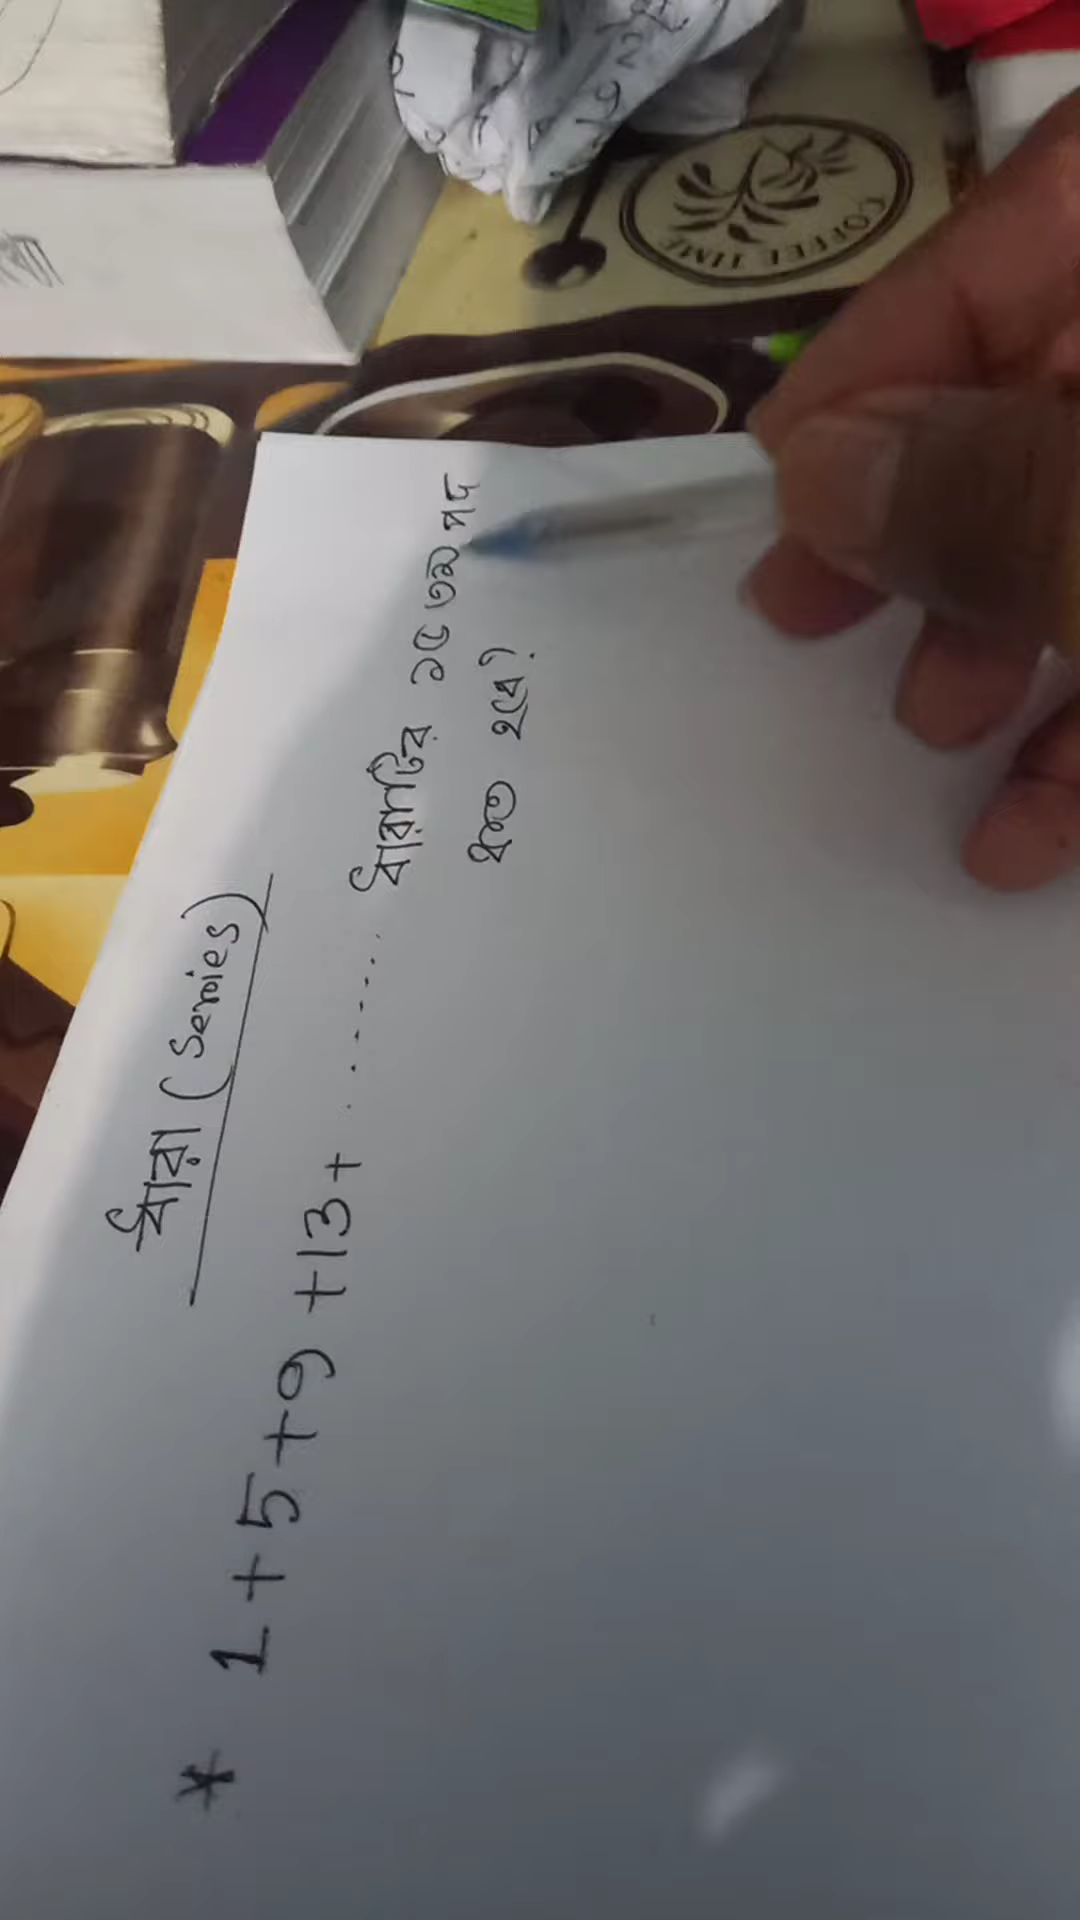 ধারা (Series)
* 1 + 5 + 9 + 13 + ....... ধারাটির ১৫ তম পদ
কত হবে?
COFFEE TIME